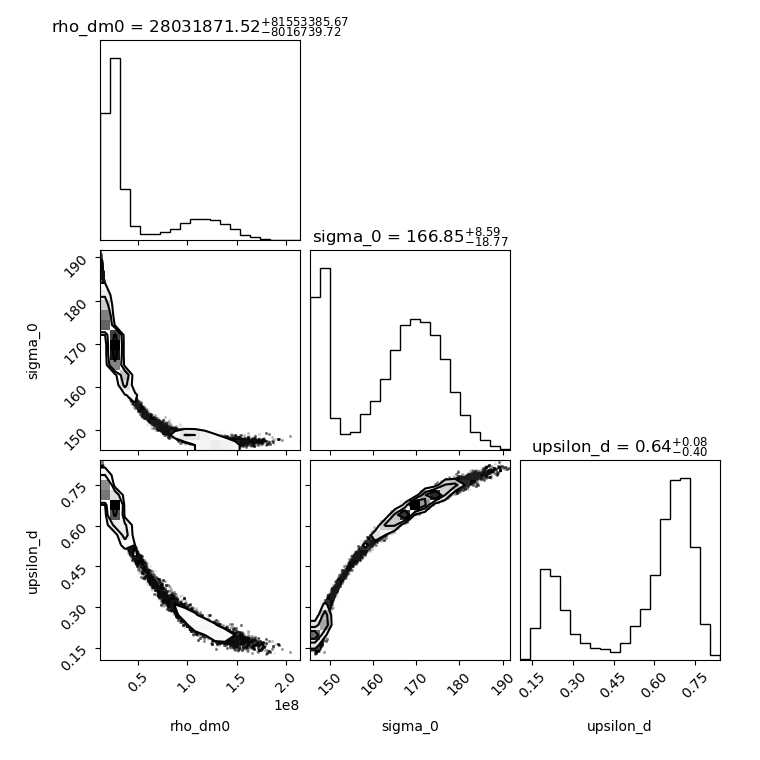 rho_dm0 = 28031871.52+81553385.67−8016739.72
sigma_0 = 166.85+8.59−18.77
190
180
170
160
150
sigma_0
upsilon_d = 0.64+0.08−0.40
0.75
0.60
0.45
0.30
0.15
upsilon_d
0.5 1.0 1.5 2.0
1e8
rho_dm0
150 160 170 180 190
sigma_0
0.15 0.30 0.45 0.60 0.75
upsilon_d